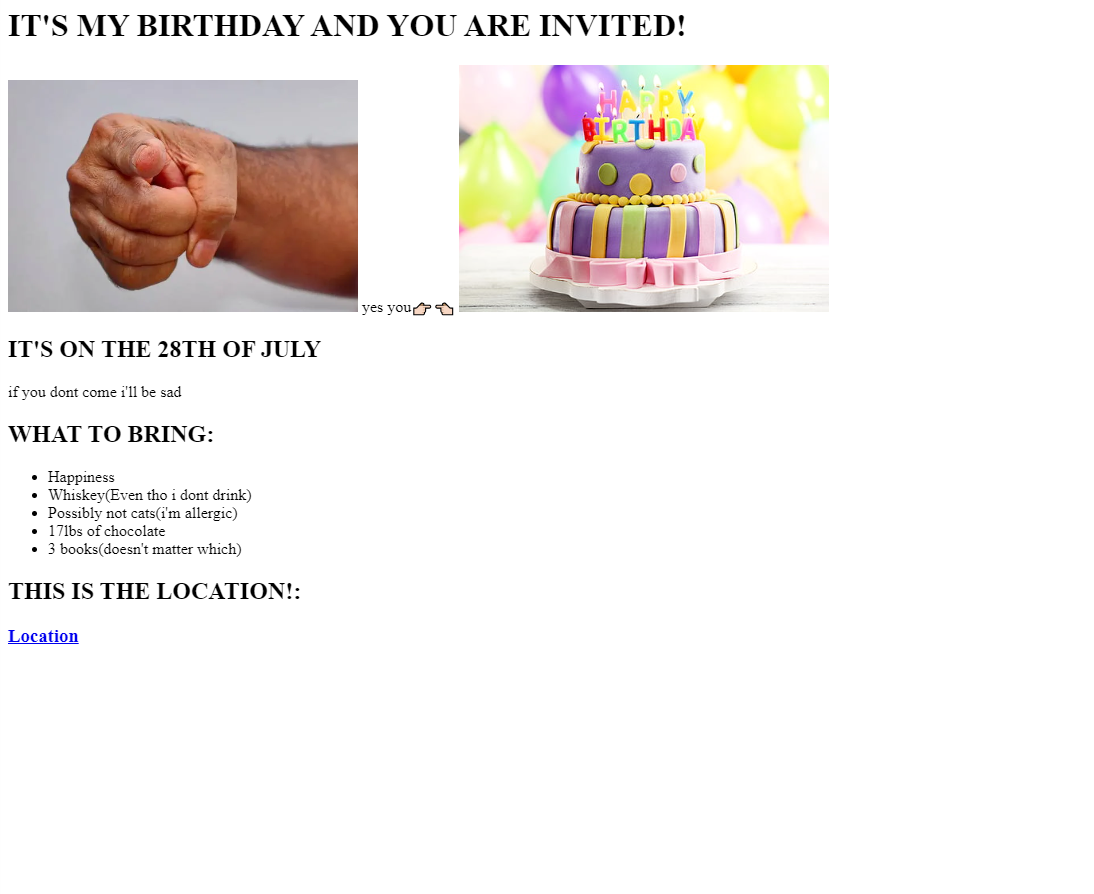 IT'S MY BIRTHDAY AND YOU ARE INVITED!
HAPPY
BIRTHDAY
yes you👉🏻👈🏻
IT'S ON THE 28TH OF JULY
if you dont come i'll be sad
WHAT TO BRING:
• Happiness
• Whiskey(Even tho i dont drink)
• Possibly not cats(i'm allergic)
• 17lbs of chocolate
• 3 books(doesn't matter which)
THIS IS THE LOCATION!:
Location